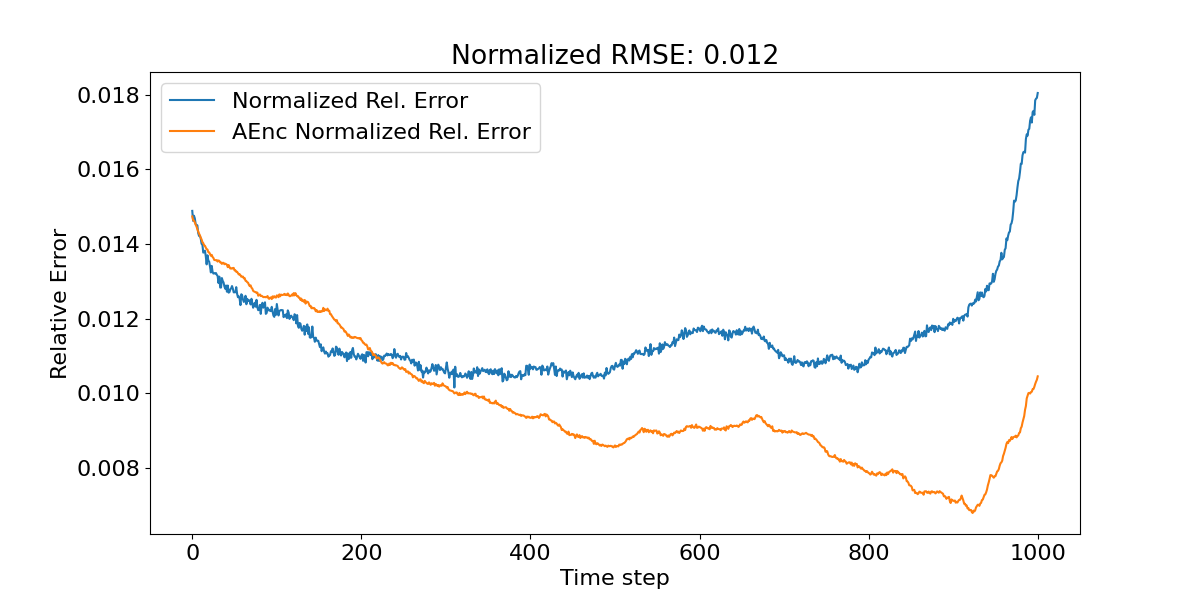 Normalized RMSE: 0.012
Normalized Rel. Error
AEnc Normalized Rel. Error
Relative Error
0.018
0.016
0.014
0.012
0.010
0.008
0 200 400 600 800 1000
Time step